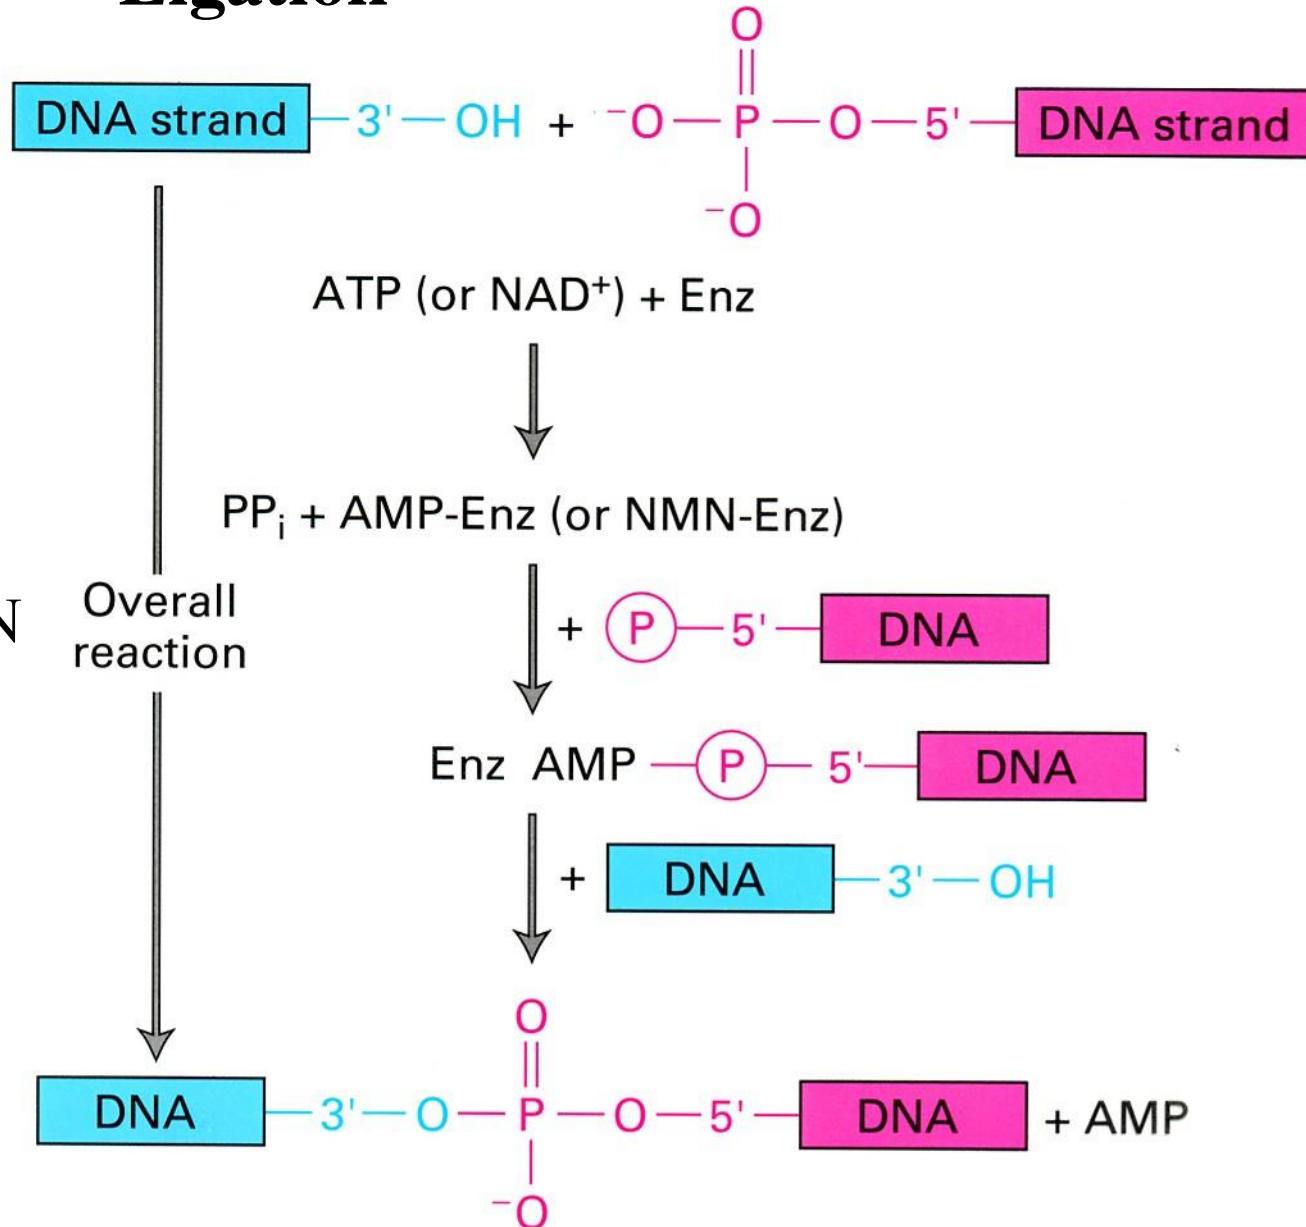 Ligation
O
DNA strand 3' OH + ⁻O P O 5' DNA strand
⁻O
ATP (or NAD⁺) + Enz
PPᵢ + AMP-Enz (or NMN-Enz)
N
Overall
reaction
+ P 5' DNA
Enz AMP P 5' DNA
+ DNA 3' OH
O
DNA 3' O P O 5' DNA + AMP
⁻O